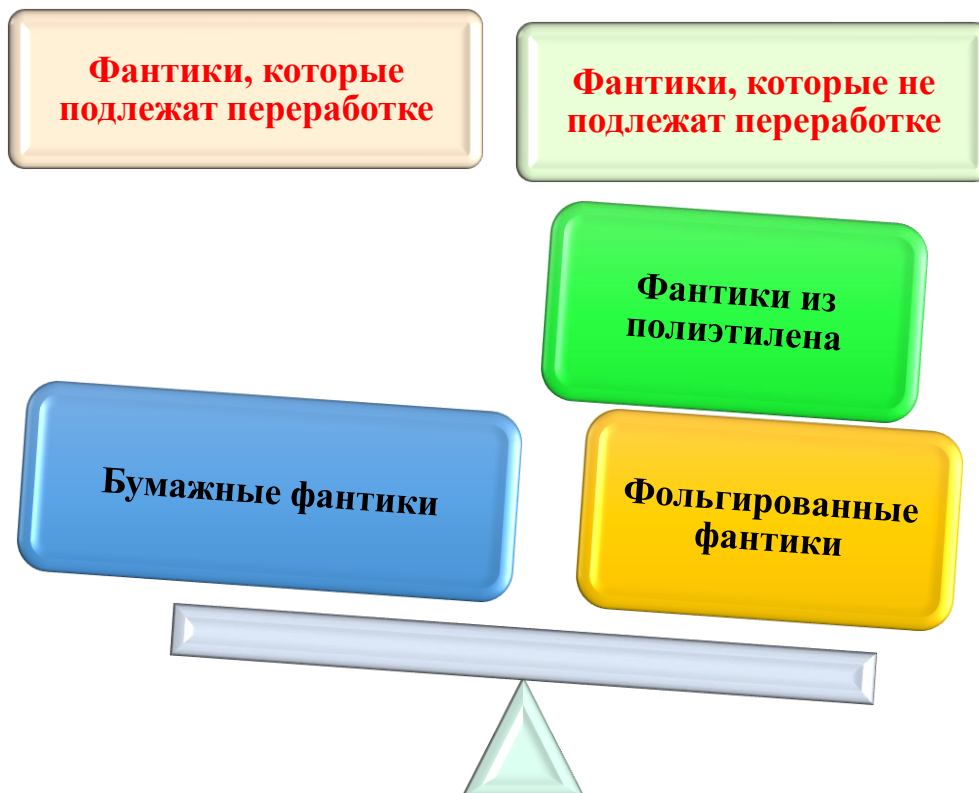 Фантики, которые
подлежат переработке
Фантики, которые не
подлежат переработке
Фантики из
полиэтилена
Бумажные фантики
Фольгированные
фантики